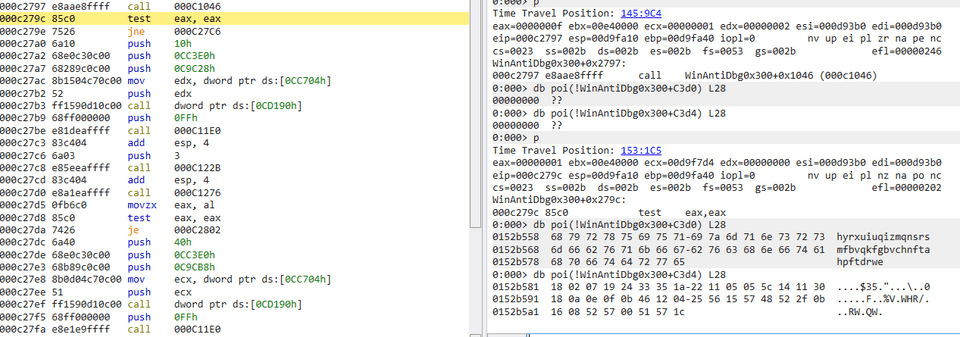 000c2797 e8aae8ffff call 000C1046
000c279c 85c0 test eax, eax
000c279e 7526 jne 000C27C6
000c27a0 6a10 push 10h
000c27a2 68e0c30c00 push 0CC3E0h
000c27a7 68289c0c00 push 0C9C28h
000c27ac 8b1504c70c00 mov edx, dword ptr ds:[0CC704h]
000c27b2 52 push edx
000c27b3 ff1590d10c00 call dword ptr ds:[0CD190h]
000c27b9 68ff000000 push 0FFh
000c27be e81deaffff call 000C11E0
000c27c3 83c404 add esp, 4
000c27c6 6a03 push 3
000c27c8 e85eeaffff call 000C122B
000c27cd 83c404 add esp, 4
000c27d0 e8a1eaffff call 000C1276
000c27d5 0fb6c0 movzx eax, al
000c27d8 85c0 test eax, eax
000c27da 7426 je 000C2802
000c27dc 6a40 push 40h
000c27de 68e0c30c00 push 0CC3E0h
000c27e3 68b89c0c00 push 0C9CB8h
000c27e8 8b0d04c70c00 mov ecx, dword ptr ds:[0CC704h]
000c27ee 51 push ecx
000c27ef ff1590d10c00 call dword ptr ds:[0CD190h]
000c27f5 68ff000000 push 0FFh
000c27fa e8e1e9ffff call 000C11E0
0:000> p
Time Travel Position: 145:9C4
eax=0000000f ebx=00e40000 ecx=00000001 edx=00000002 esi=00d93b0 edi=00d930b0
eip=000c2797 esp=00d9fa10 ebp=00d9fa40 iopl=0 nv up ei pl zr na pe nc
cs=0023 ss=002b ds=002b es=002b fs=0053 gs=002b efl=00000246
WinAntiDbg0x300+0x2797:
000c2797 e8aae8ffff call WinAntiDbg0x300+0x1046 (000c1046)
0:000> db poi(!WinAntiDbg0x300+C3d0) L28
00000000 ??
0:000> db poi(!WinAntiDbg0x300+C3d4) L28
00000000 ??
0:000> p
Time Travel Position: 153:1C5
eax=00000001 ebx=00e40000 ecx=00d9f7d4 edx=00000000 esi=00d930b0 edi=00d930b0
eip=000c279c esp=00d9fa10 ebp=00d9fa40 iopl=0 nv up ei pl nz na po nc
cs=0023 ss=002b ds=002b es=002b fs=0053 gs=002b efl=00000202
WinAntiDbg0x300+0x279c:
000c279c 85c0 test eax,eax
0:000> db poi(!WinAntiDbg0x300+C3d0) L28
0152b558 68 79 72 78 75 69 75 71-69 7a 6d 71 6e 73 72 73 hyrxuiuqizmqnsrs
0152b568 6d 66 62 76 71 6b 66 67-62 76 63 68 6e 66 74 61 mfbvqkfgbvchnfta
0152b578 68 70 66 74 64 72 77 65 hpftdrwe
0:000> db poi(!WinAntiDbg0x300+C3d4) L28
0152b581 18 02 07 19 24 33 35 1a-22 11 05 05 5c 14 11 30 ....$35."...\..0
0152b591 18 0a 0e 0f 0b 46 12 04-25 56 15 57 48 52 2f 0b .....F..%V.WHR/.
0152b5a1 16 08 52 57 00 51 57 1c ..RW.QW.